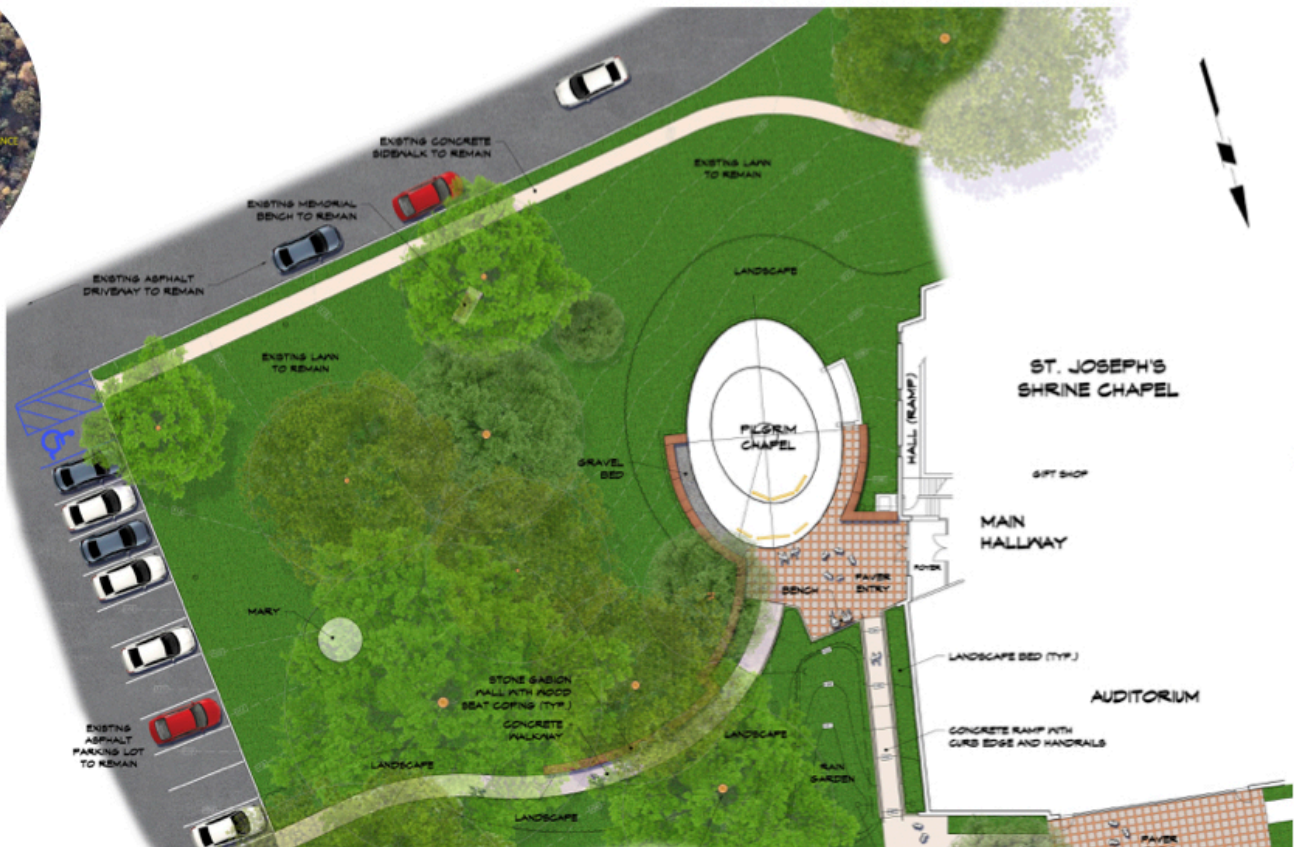 NCE
EXISTING CONCRETE
SIDEWALK TO REMAIN
EXISTING LAWN
TO REMAIN
EXISTING MEMORIAL
BENCH TO REMAIN
EXISTING ASPHALT
DRIVEWAY TO REMAIN
LANDSCAPE
EXISTING LAWN
TO REMAIN
ST. JOSEPH'S
SHRINE CHAPEL
HALL (RAMP)
PILGRIM
CHAPEL
GRAVEL
BED
GIFT SHOP
MAIN
HALLWAY
FOYER
BENCH
PAVER
ENTRY
MARY
LANDSCAPE BED (TYP.)
STONE GABION
WALL WITH WOOD
SEAT COPING (TYP.)
AUDITORIUM
CONCRETE
WALKWAY
LANDSCAPE
CONCRETE RAMP WITH
CURB EDGE AND HANDRAILS
EXISTING
ASPHALT
PARKING LOT
TO REMAIN
LANDSCAPE
RAIN
GARDEN
LANDSCAPE
PAVER